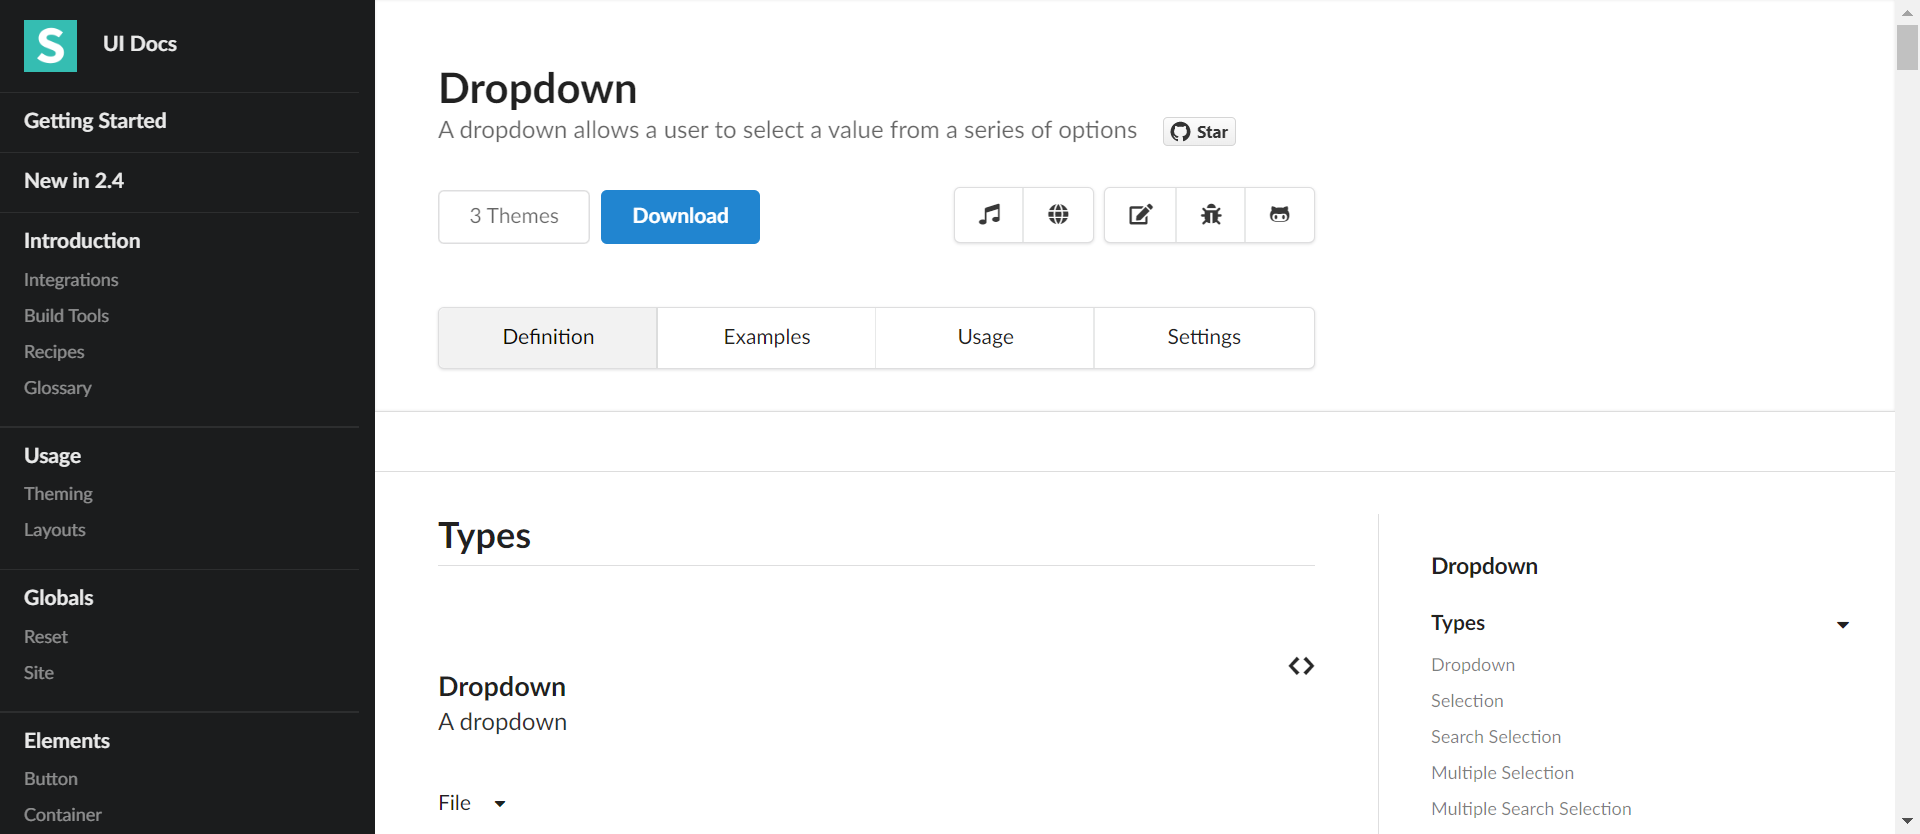 S
UI Docs
Getting Started
New in 2.4
Introduction
Integrations
Build Tools
Recipes
Glossary
Usage
Theming
Layouts
Globals
Reset
Site
Elements
Button
Container
Dropdown
A dropdown allows a user to select a value from a series of options
Star
3 Themes
Download
Definition
Examples
Usage
Settings
Types
Dropdown
A dropdown
File
Dropdown
Types
Dropdown
Selection
Search Selection
Multiple Selection
Multiple Search Selection